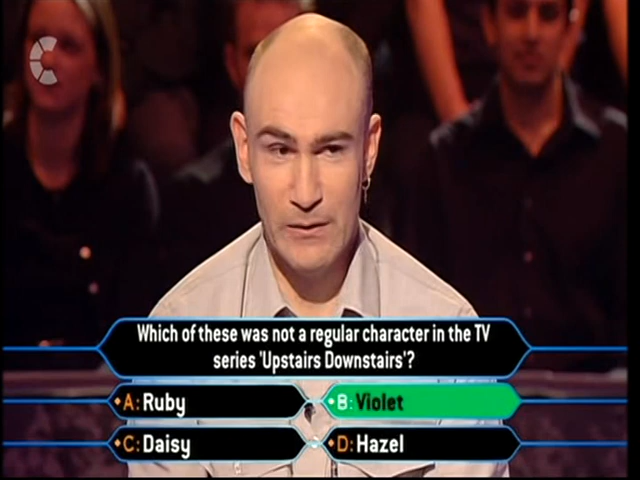 C
Which of these was not a regular character in the TV
series 'Upstairs Downstairs'?
A: Ruby
B: Violet
C: Daisy
D: Hazel